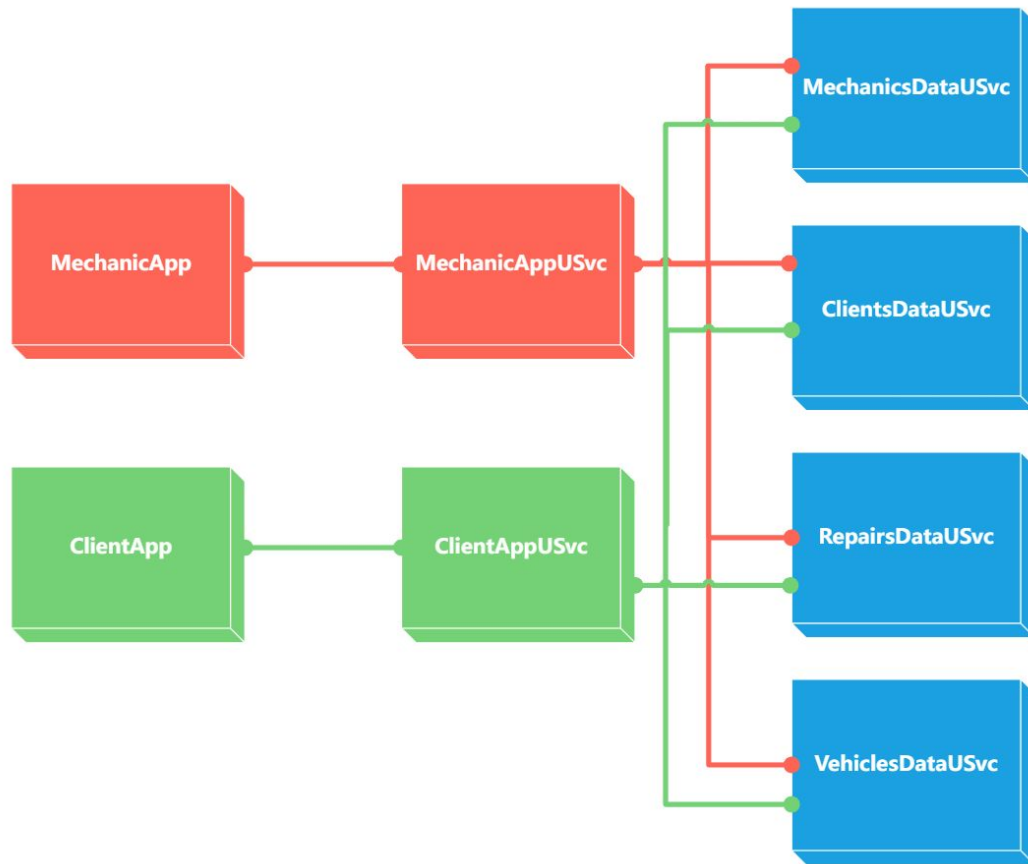 MechanicsDataUSvc
MechanicApp
MechanicAppUSvc
ClientsDataUSvc
ClientApp
ClientAppUSvc
RepairsDataUSvc
VehiclesDataUSvc